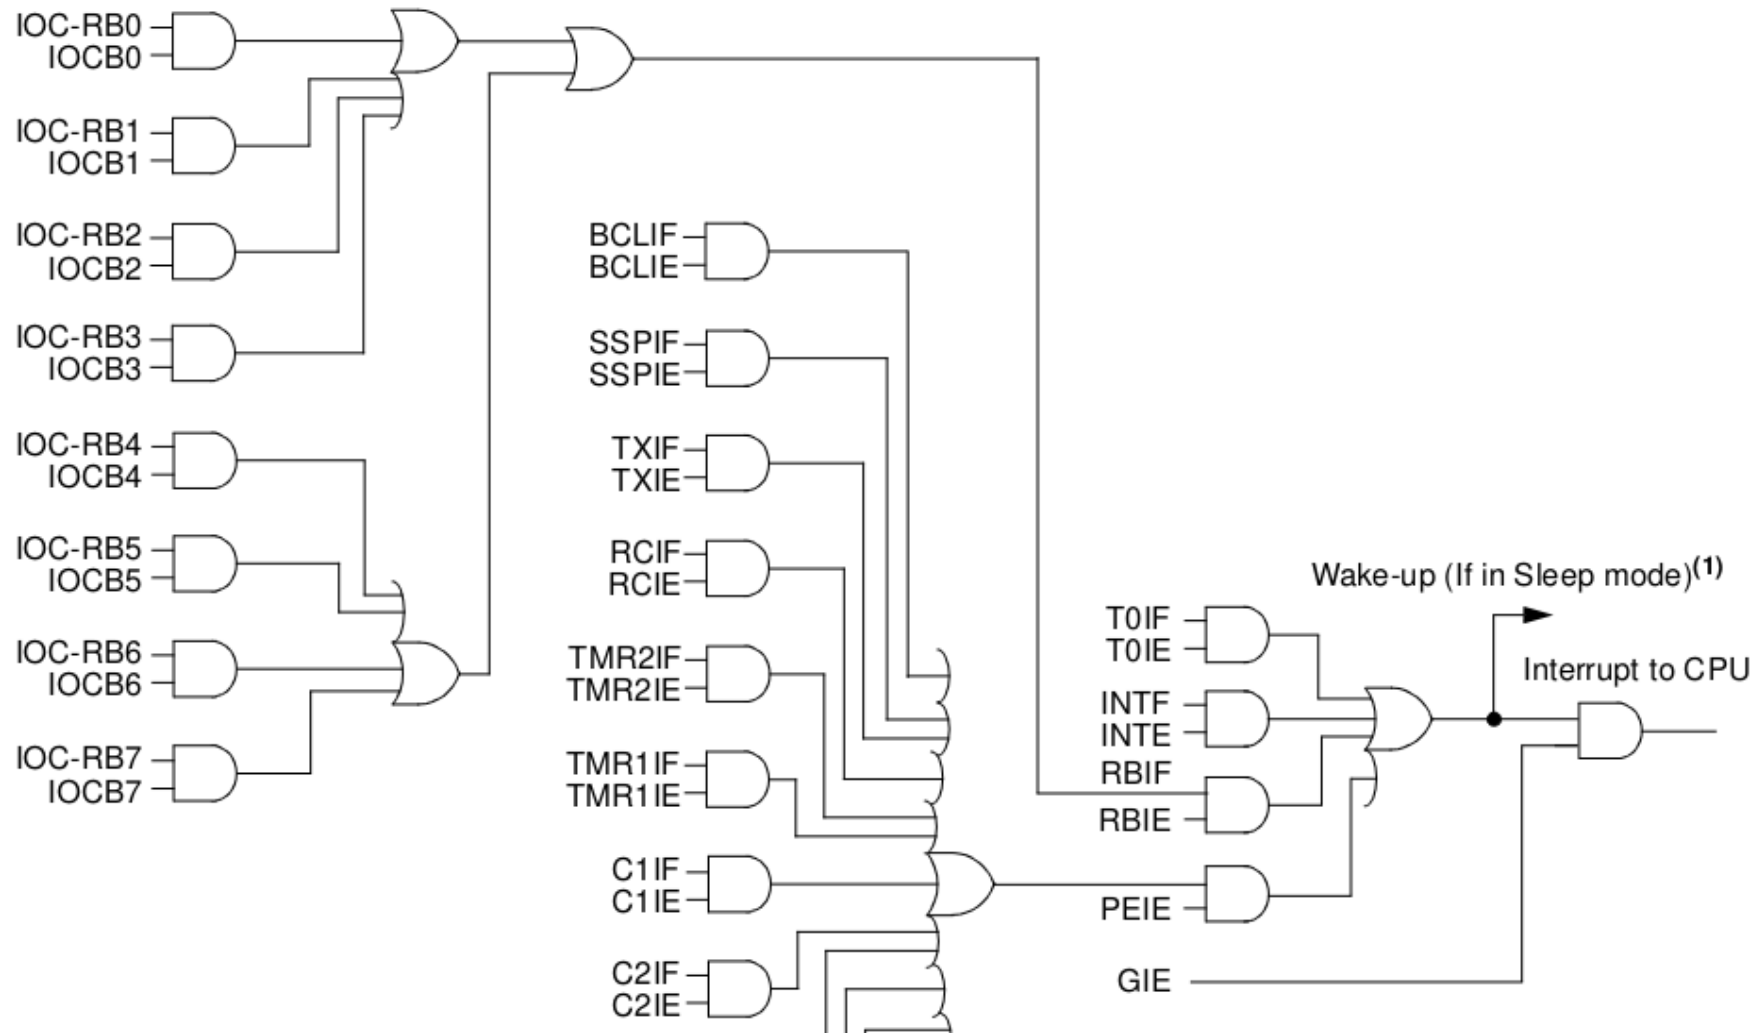 IOC-RB0
IOCB0
IOC-RB1
IOCB1
IOC-RB2
IOCB2
IOC-RB3
IOCB3
IOC-RB4
IOCB4
IOC-RB5
IOCB5
IOC-RB6
IOCB6
IOC-RB7
IOCB7
BCLIF
BCLIE
SSPIF
SSPIE
TXIF
TXIE
RCIF
RCIE
TMR2IF
TMR2IE
TMR1IF
TMR1IE
C1IF
C1IE
C2IF
C2IE
Wake-up (If in Sleep mode)(1)
T0IF
T0IE
Interrupt to CPU
INTF
INTE
RBIF
RBIE
PEIE
GIE